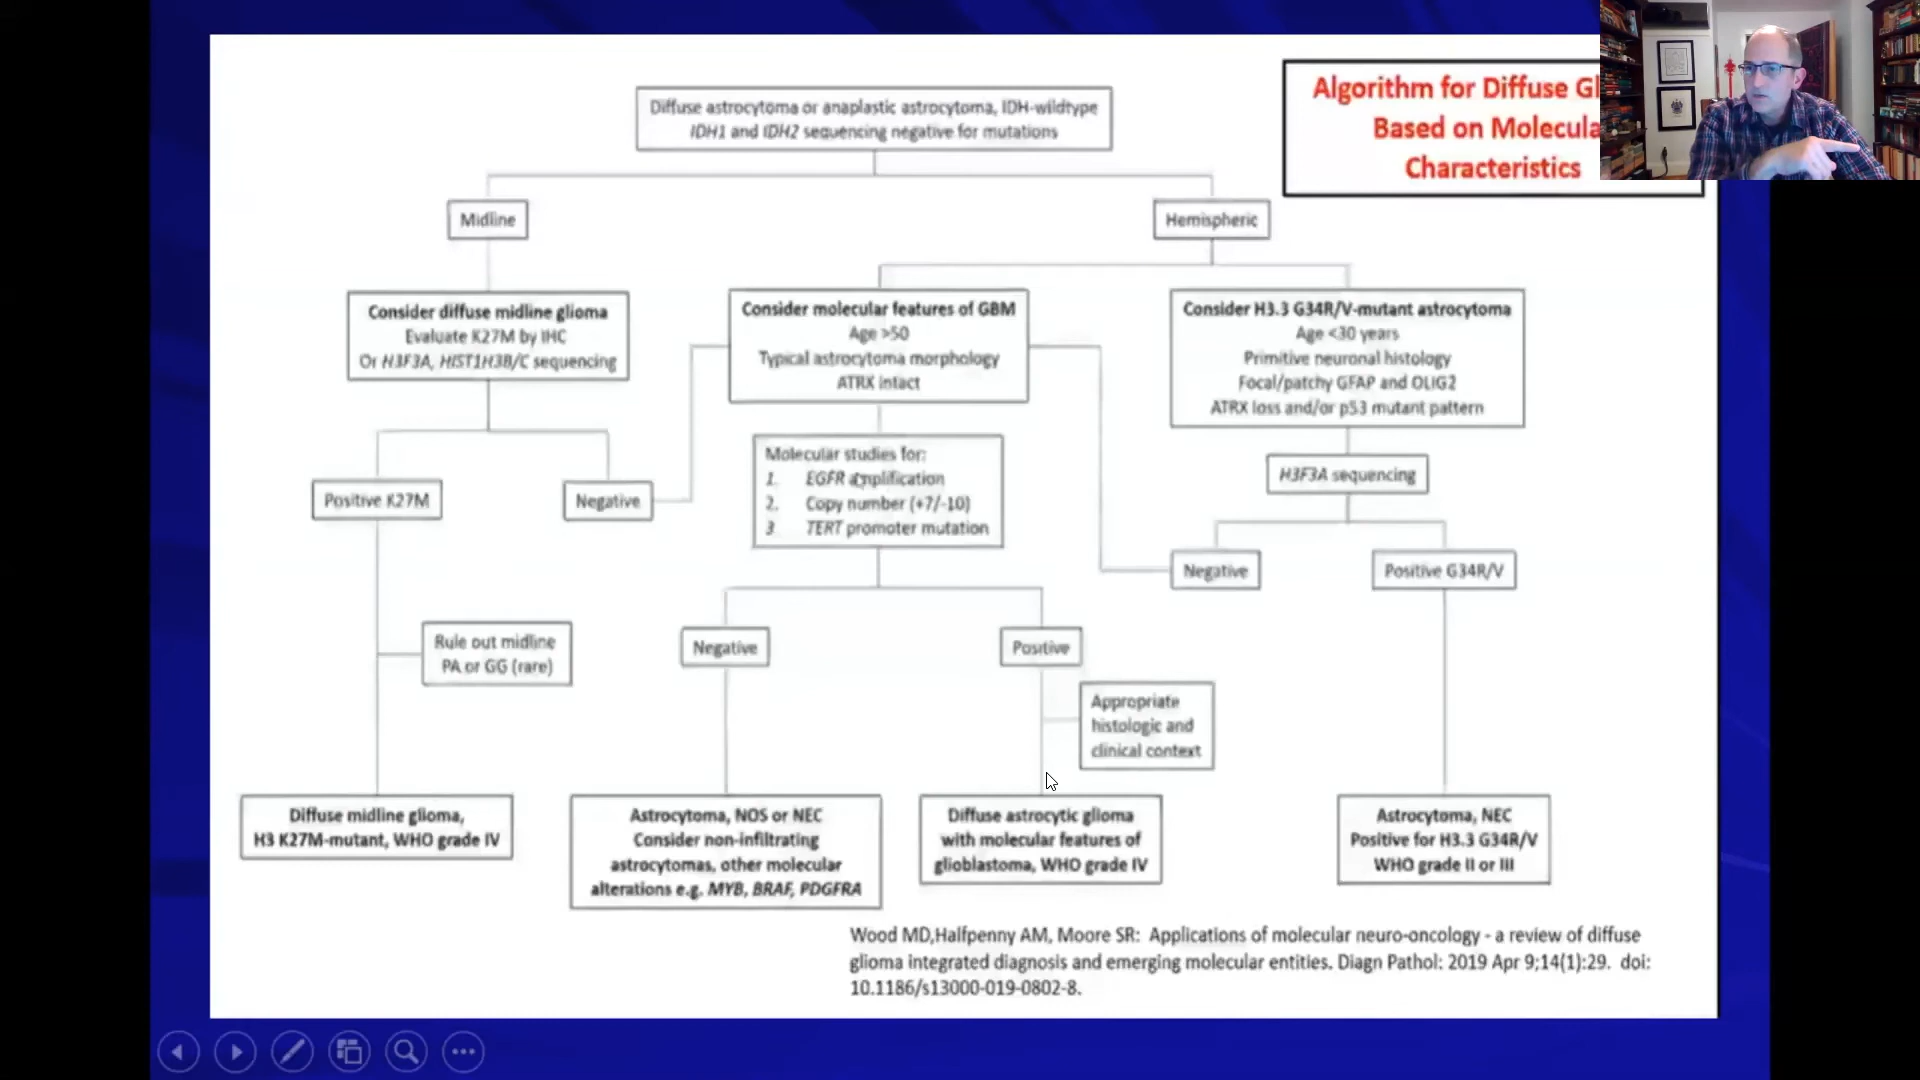 Algorithm for Diffuse Gl
Based on Molecula
Characteristics
Diffuse astrocytoma or anaplastic astrocytoma, IDH-wildtype
IDH1 and IDH2 sequencing negative for mutations
Midline
Hemispheric
Consider diffuse midline glioma
Evaluate K27M by IHC
Or H3F3A, HIST1H3B/C sequencing
Consider molecular features of GBM
Age >50
Typical astrocytoma morphology
ATRX intact
Consider H3.3 G34R/V-mutant astrocytoma
Age <30 years
Primitive neuronal histology
Focal/patchy GFAP and OLIG2
ATRX loss and/or p53 mutant pattern
Molecular studies for:
1. EGFR amplification
2. Copy number (+7/-10)
3 TERT promoter mutation
H3F3A sequencing
Positive K27M
Negative
Negative
Positive G34R/V
Rule out midline
PA or GG (rare)
Negative
Positive
Appropriate
histologic and
clinical context
Diffuse midline glioma,
H3 K27M-mutant, WHO grade IV
Astrocytoma, NOS or NEC
Consider non-infiltrating
astrocytomas, other molecular
alterations e.g. MYB, BRAF, PDGFRA
Diffuse astrocytic glioma
with molecular features of
glioblastoma, WHO grade IV
Astrocytoma, NEC
Positive for H3.3 G34R/V
WHO grade II or III
Wood MD,Halfpenny AM, Moore SR: Applications of molecular neuro-oncology - a review of diffuse
glioma integrated diagnosis and emerging molecular entities. Diagn Pathol: 2019 Apr 9;14(1):29. doi:
10.1186/s13000-019-0802-8.